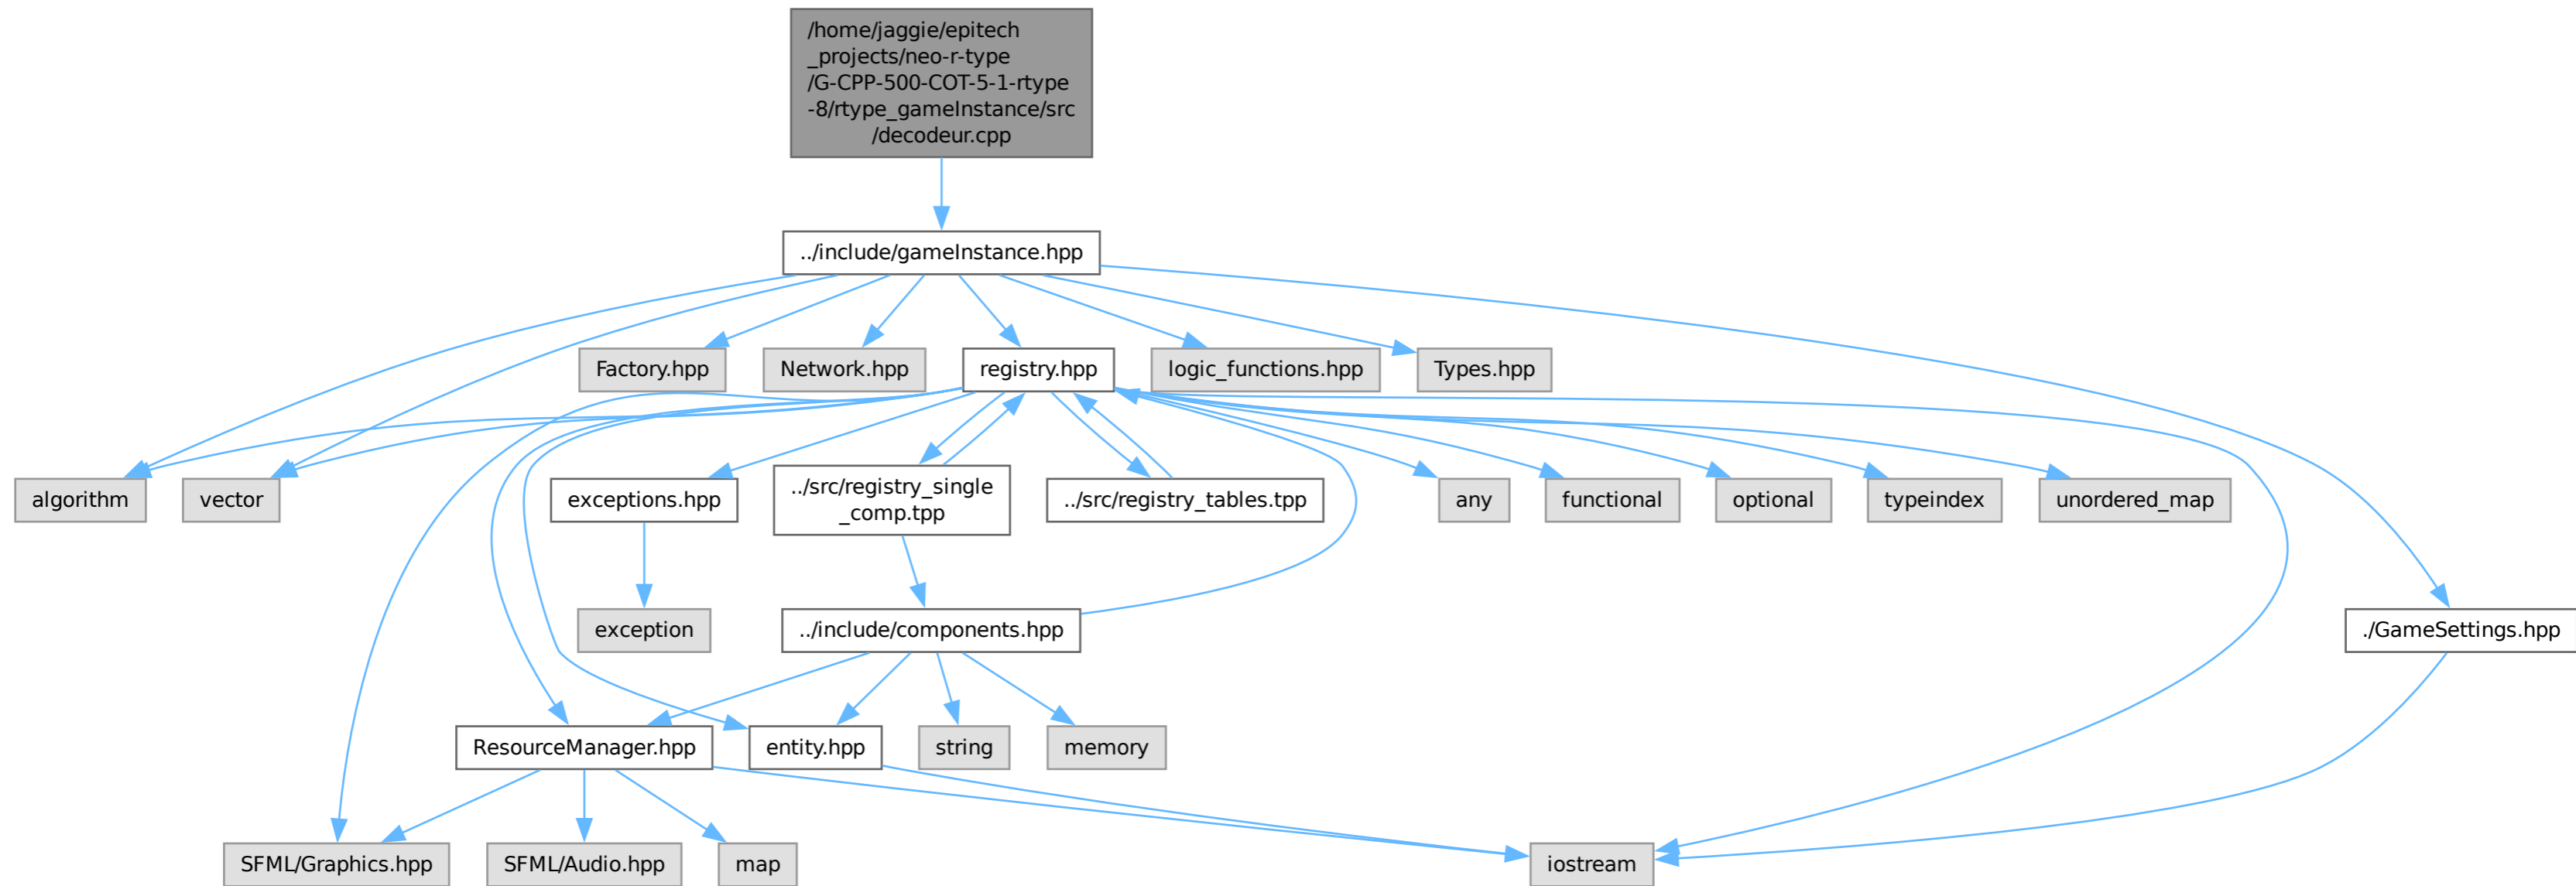 /home/jaggie/epitech
_projects/neo-r-type
/G-CPP-500-COT-5-1-rtype
-8/rtype_gameInstance/src
/decodeur.cpp
../include/gameInstance.hpp
Factory.hpp
Network.hpp
registry.hpp
logic_functions.hpp
Types.hpp
algorithm
vector
exceptions.hpp
../src/registry_single
_comp.tpp
../src/registry_tables.tpp
any
functional
optional
typeindex
unordered_map
exception
../include/components.hpp
./GameSettings.hpp
ResourceManager.hpp
entity.hpp
string
memory
SFML/Graphics.hpp
SFML/Audio.hpp
map
iostream